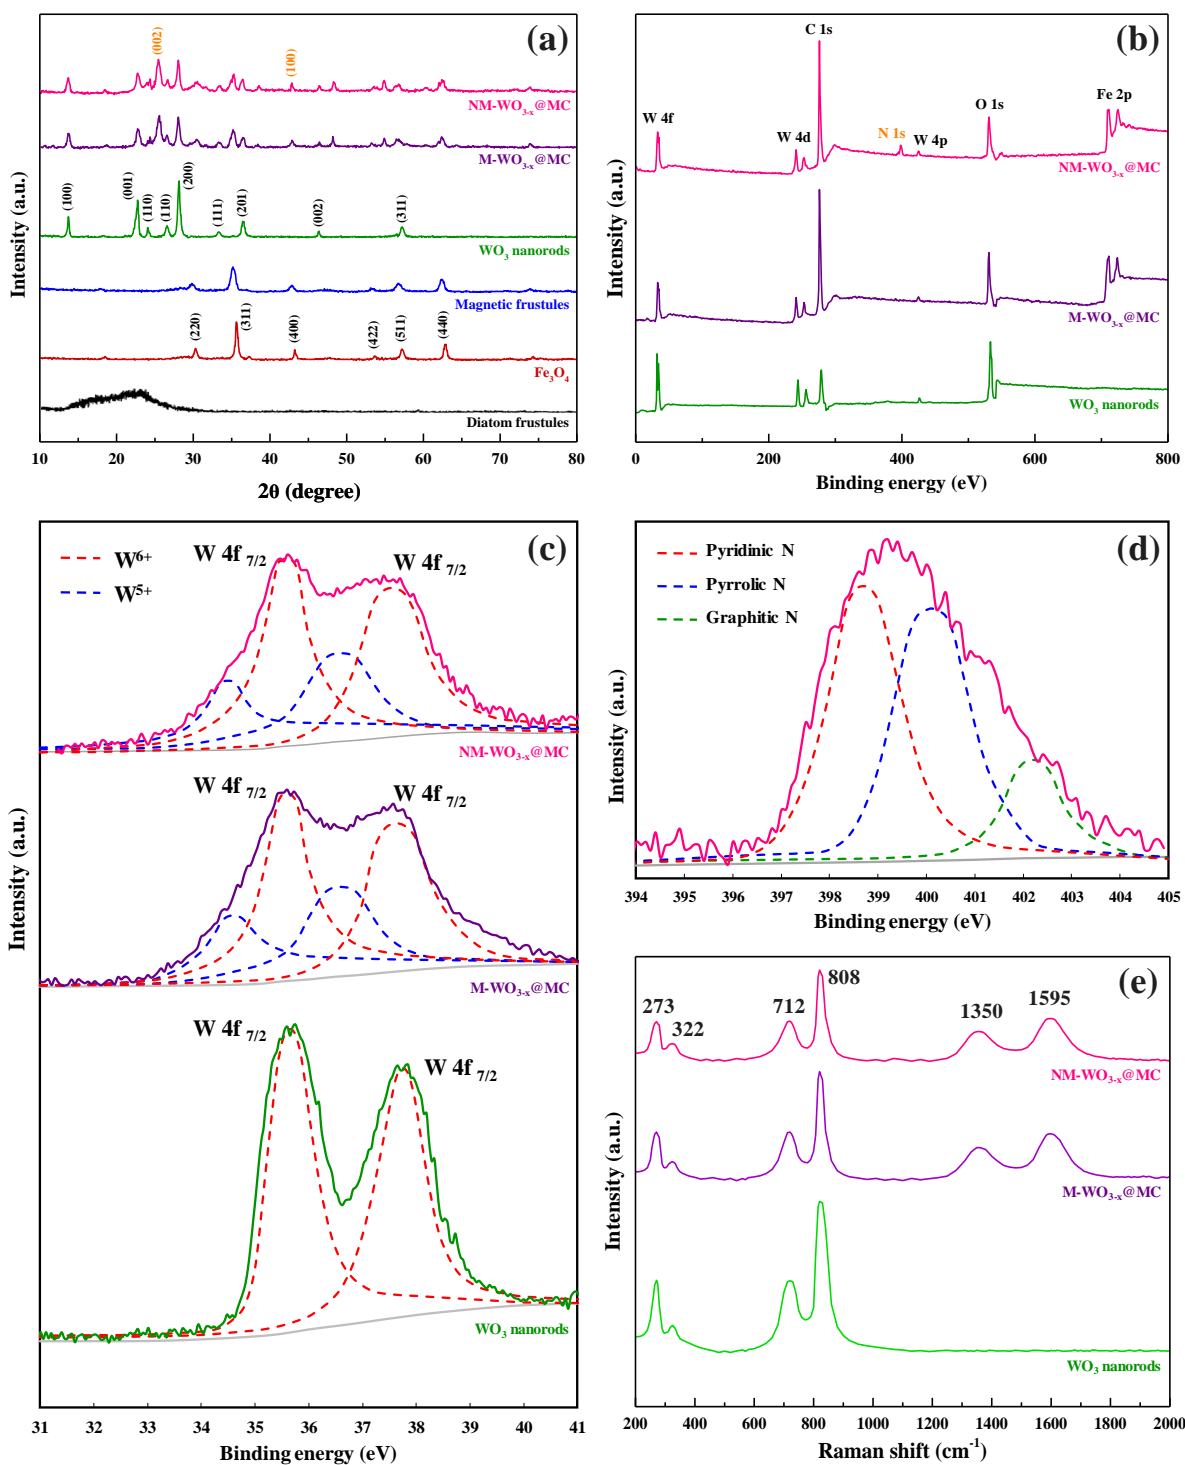 (a)
(002)
(100)
NM-WO3-x@MC
M-WO3-x@MC
(100)
(001)
(110)
(110)
(200)
(111)
(201)
(002)
(311)
WO3 nanorods
Magnetic frustules
(220)
(311)
(400)
(422)
(511)
(440)
Fe3O4
Diatom frustules
Intensity (a.u.)
10 20 30 40 50 60 70 80
2θ (degree)
(b)
C 1s
W 4f
W 4d
N 1s
W 4p
O 1s
Fe 2p
NM-WO3-x@MC
M-WO3-x@MC
WO3 nanorods
Intensity (a.u.)
0 200 400 600 800
Binding energy (eV)
(c)
W6+
W5+
W 4f 7/2
W 4f 7/2
NM-WO3-x@MC
W 4f 7/2
W 4f 7/2
M-WO3-x@MC
W 4f 7/2
W 4f 7/2
WO3 nanorods
Intensity (a.u.)
31 32 33 34 35 36 37 38 39 40 41
Binding energy (eV)
(d)
Pyridinic N
Pyrrolic N
Graphitic N
Intensity (a.u.)
394 395 396 397 398 399 400 401 402 403 404 405
Binding energy (eV)
(e)
273
322
712
808
1350
1595
NM-WO3-x@MC
M-WO3-x@MC
WO3 nanorods
Intensity (a.u.)
200 400 600 800 1000 1200 1400 1600 1800 2000
Raman shift (cm-1)